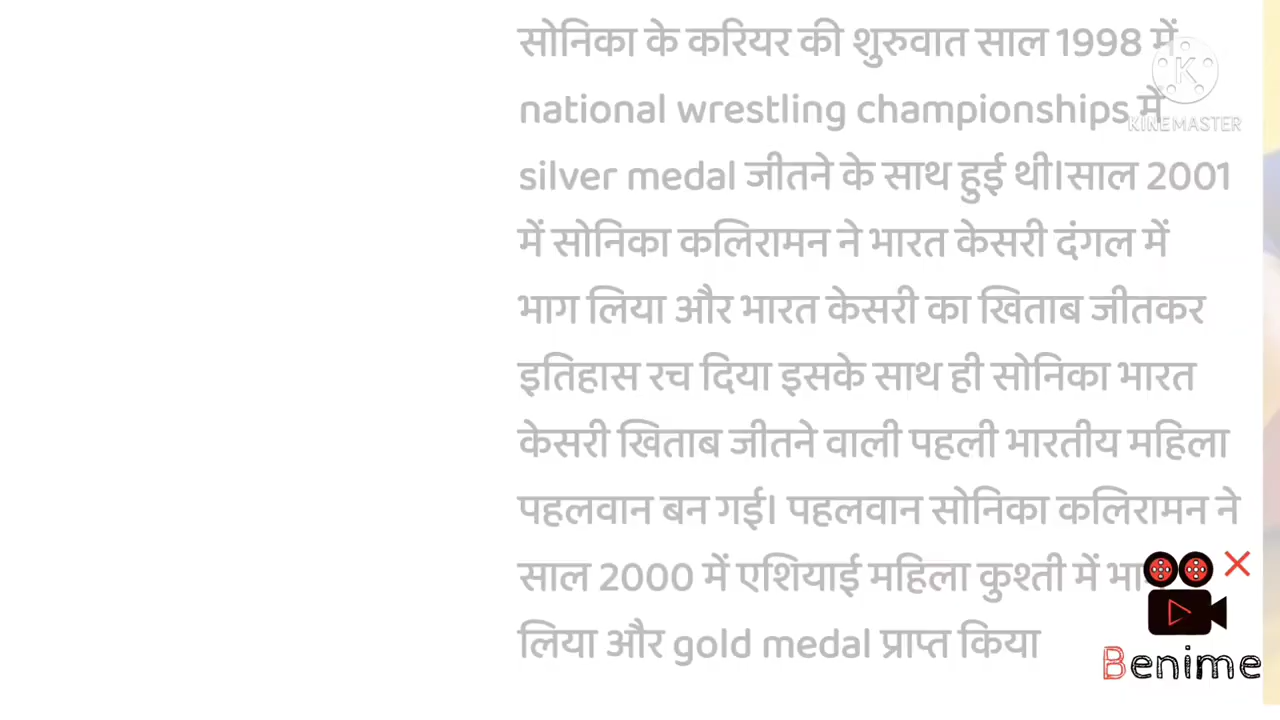 सोनिका के करियर की शुरुवात साल 1998 में
national wrestling championships में
silver medal जीतने के साथ हुई थी।साल 2001
में सोनिका कलिरामन ने भारत केसरी दंगल में
भाग लिया और भारत केसरी का खिताब जीतकर
इतिहास रच दिया इसके साथ ही सोनिका भारत
केसरी खिताब जीतने वाली पहली भारतीय महिला
पहलवान बन गई। पहलवान सोनिका कलिरामन ने
साल 2000 में एशियाई महिला कुश्ती में
लिया और gold medal प्राप्त किया
K
KINEMASTER
Benime